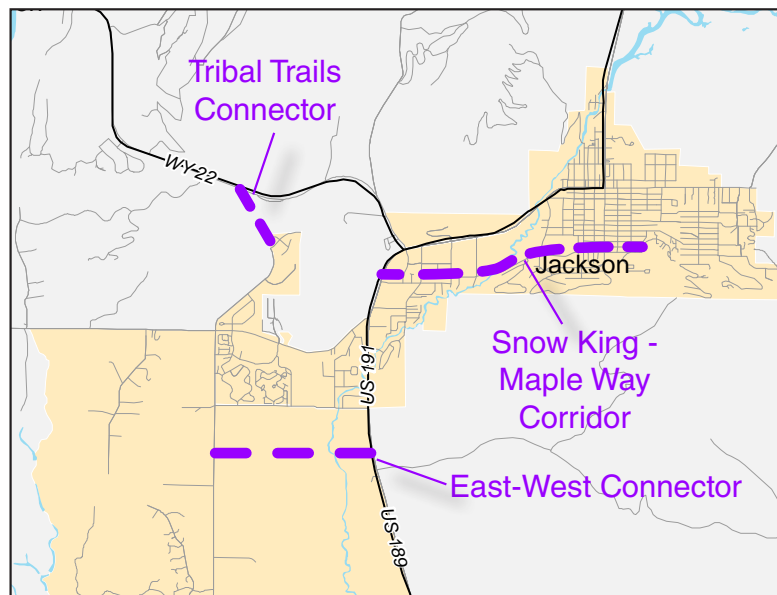 Tribal Trails
Connector
WY 22
Jackson
Snow King -
Maple Way
Corridor
US-191
East-West Connector
US-189